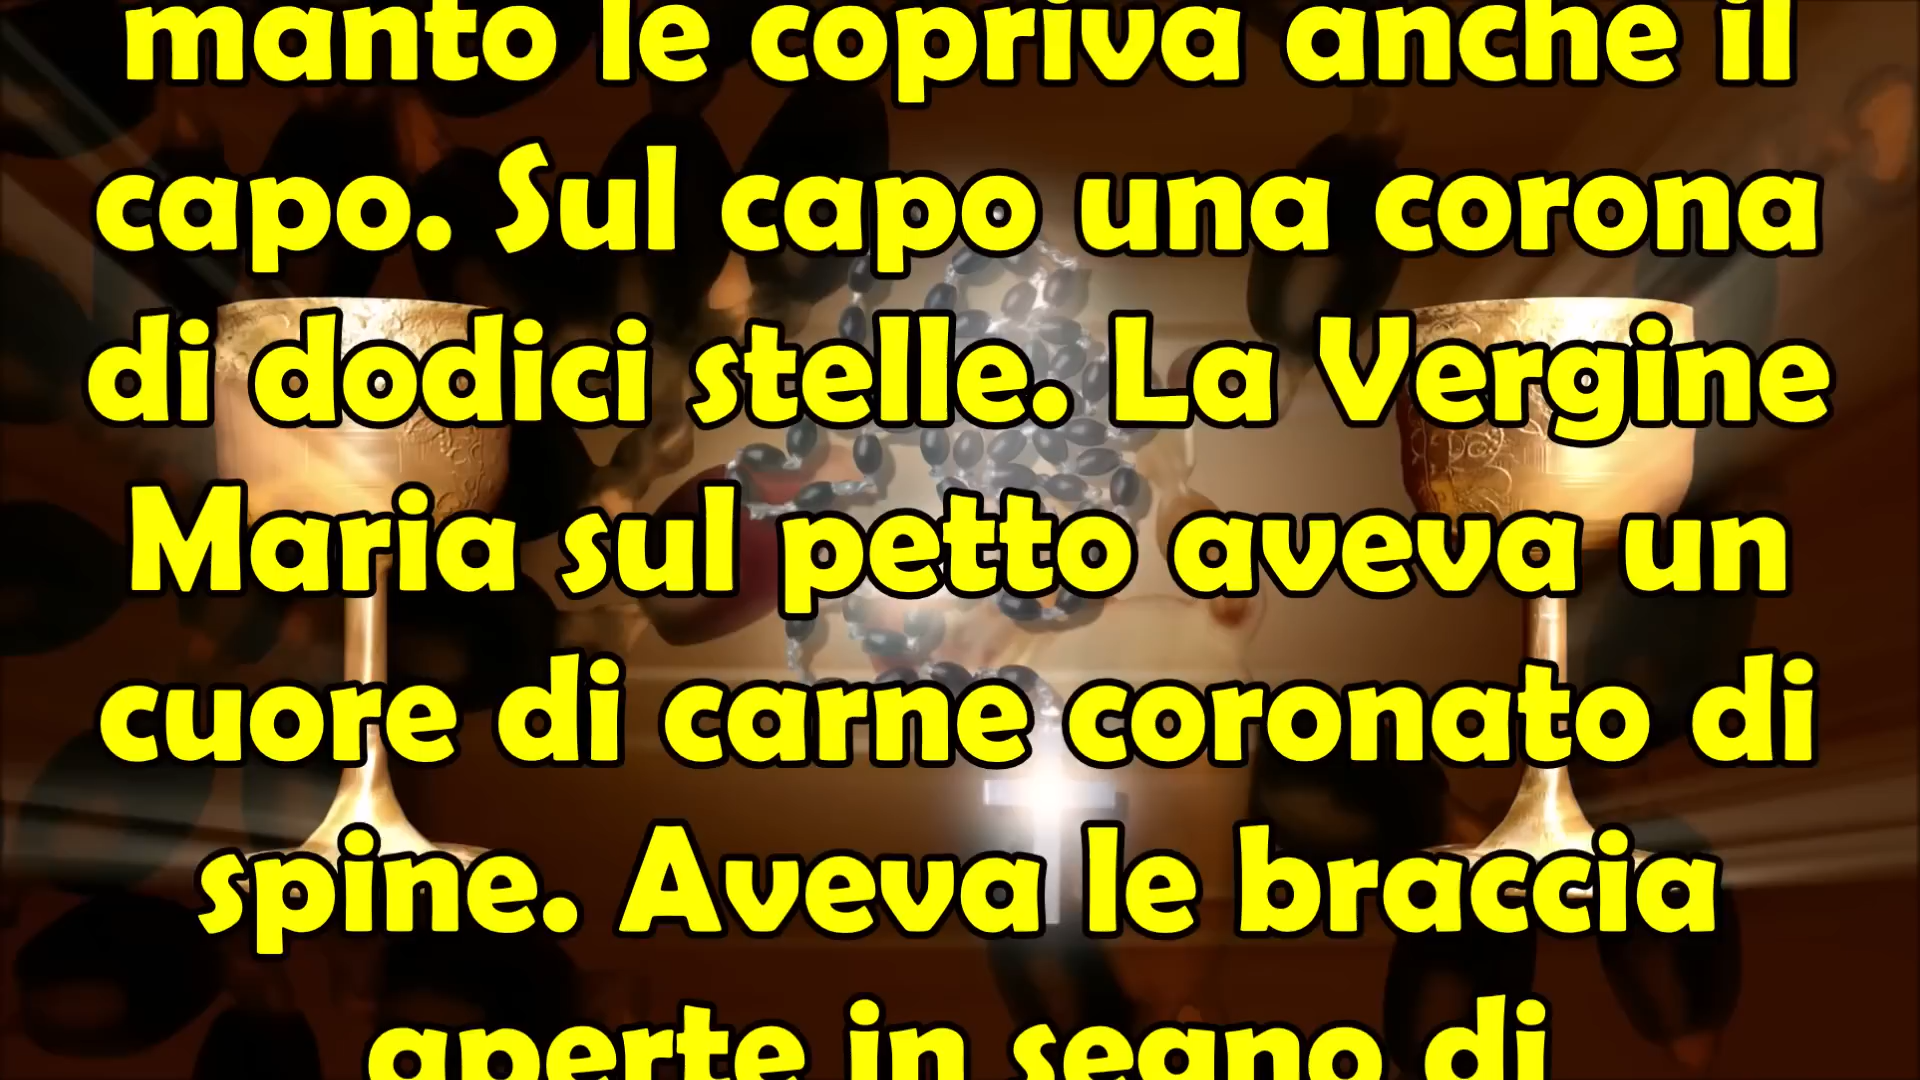 manto le copriva anche il
capo. Sul capo una corona
di dodici stelle. La Vergine
Maria sul petto aveva un
cuore di carne coronato di
spine. Aveva le braccia
aperte in segno di